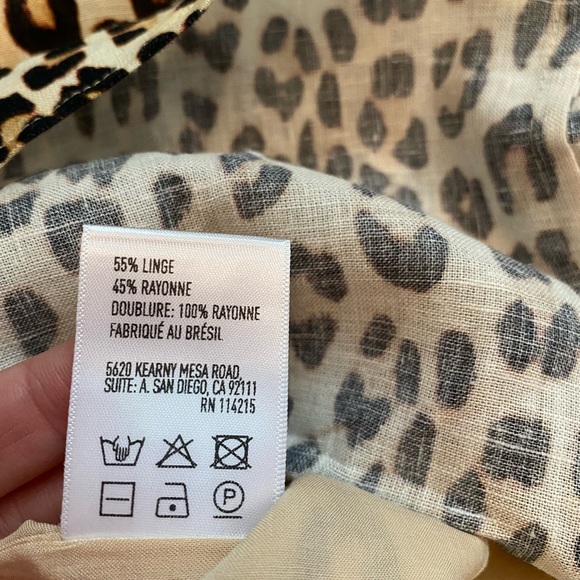 55% LINGE
45% RAYONNE
DOUBLURE: 100% RAYONNE
FABRIQUÉ AU BRÉSIL
5620 KEARNY MESA ROAD,
SUITE: A. SAN DIEGO, CA 92111
RN 114215
P